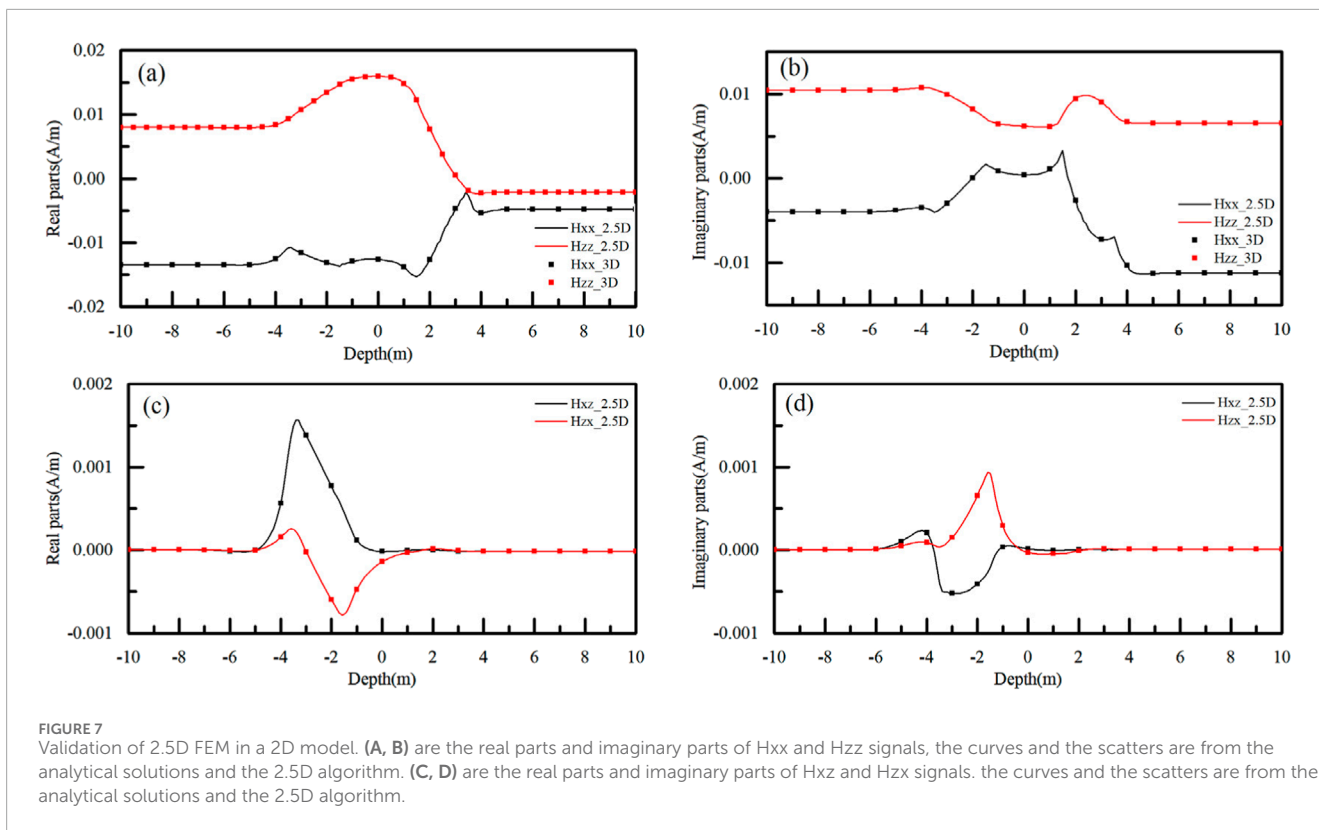 (a)
0.02
0.01
0.00
-0.01
-0.02
Real parts(A/m)
Hxx_2.5D
Hzz_2.5D
Hxx_3D
Hzz_3D
-10 -8 -6 -4 -2 0 2 4 6 8 10
Depth(m)
(b)
0.01
0.00
-0.01
Imaginary parts(A/m)
Hxx_2.5D
Hzz_2.5D
Hxx_3D
Hzz_3D
-10 -8 -6 -4 -2 0 2 4 6 8 10
Depth(m)
(c)
0.002
0.001
0.000
-0.001
Real parts(A/m)
Hxz_2.5D
Hzx_2.5D
-10 -8 -6 -4 -2 0 2 4 6 8 10
Depth(m)
(d)
0.002
0.001
0.000
-0.001
Imaginary parts(A/m)
Hxz_2.5D
Hzx_2.5D
-10 -8 -6 -4 -2 0 2 4 6 8 10
Depth(m)
FIGURE 7
Validation of 2.5D FEM in a 2D model. (A, B) are the real parts and imaginary parts of Hxx and Hzz signals, the curves and the scatters are from the
analytical solutions and the 2.5D algorithm. (C, D) are the real parts and imaginary parts of Hxz and Hzx signals. the curves and the scatters are from the
analytical solutions and the 2.5D algorithm.